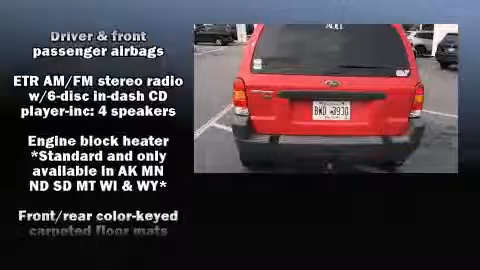 Driver & front
passenger airbags
ETR AM/FM stereo radio
w/6-disc in-dash CD
player-inc: 4 speakers
Engine block heater
*Standard and only
available in AK MN
ND SD MT WI & WY*
Front/rear color-keyed
carpeted floor mats